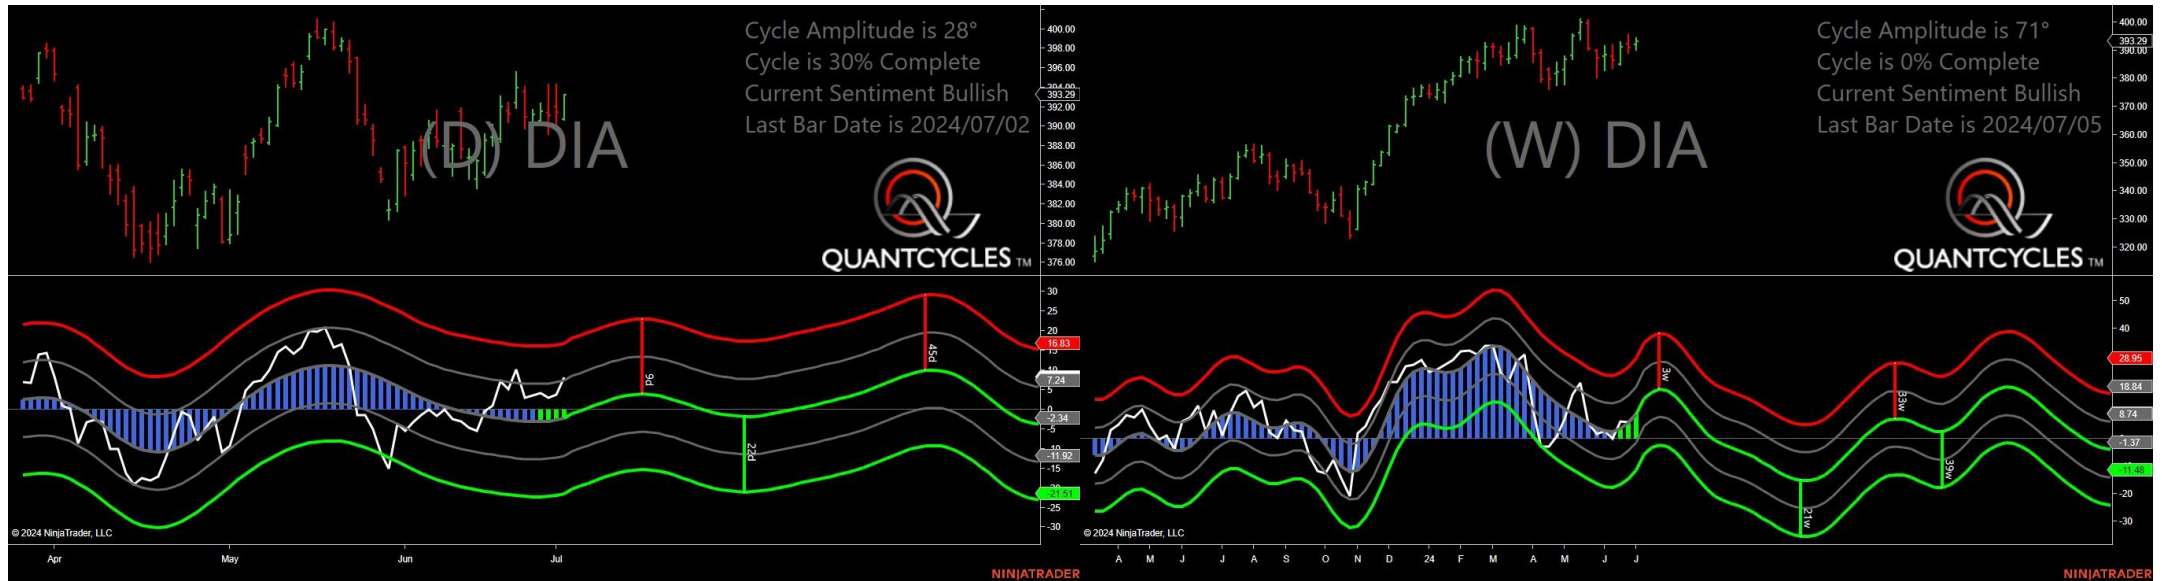 Cycle Amplitude is 28°
Cycle is 30% Complete
Current Sentiment Bullish
Last Bar Date is 2024/07/02
(D) DIA
QUANTCYCLES TM
400.00
398.00
396.00
394.00
393.29
392.00
390.00
388.00
386.00
384.00
382.00
380.00
378.00
376.00
30
25
20
16.83
15
10
7.24
5
0
-2.34
-5
-11.92
-15
-21.51
-25
-30
9d
22d
45d
© 2024 NinjaTrader, LLC
Apr May Jun Jul
NINJATRADER
Cycle Amplitude is 71°
Cycle is 0% Complete
Current Sentiment Bullish
Last Bar Date is 2024/07/05
(W) DIA
QUANTCYCLES TM
400.00
393.29
390.00
380.00
370.00
360.00
350.00
340.00
330.00
320.00
50
40
28.95
18.84
8.74
-1.37
-11.48
-20
-30
3w
21w
33w
39w
© 2024 NinjaTrader, LLC
A M J J A S O N D 24 F M A M J J
NINJATRADER